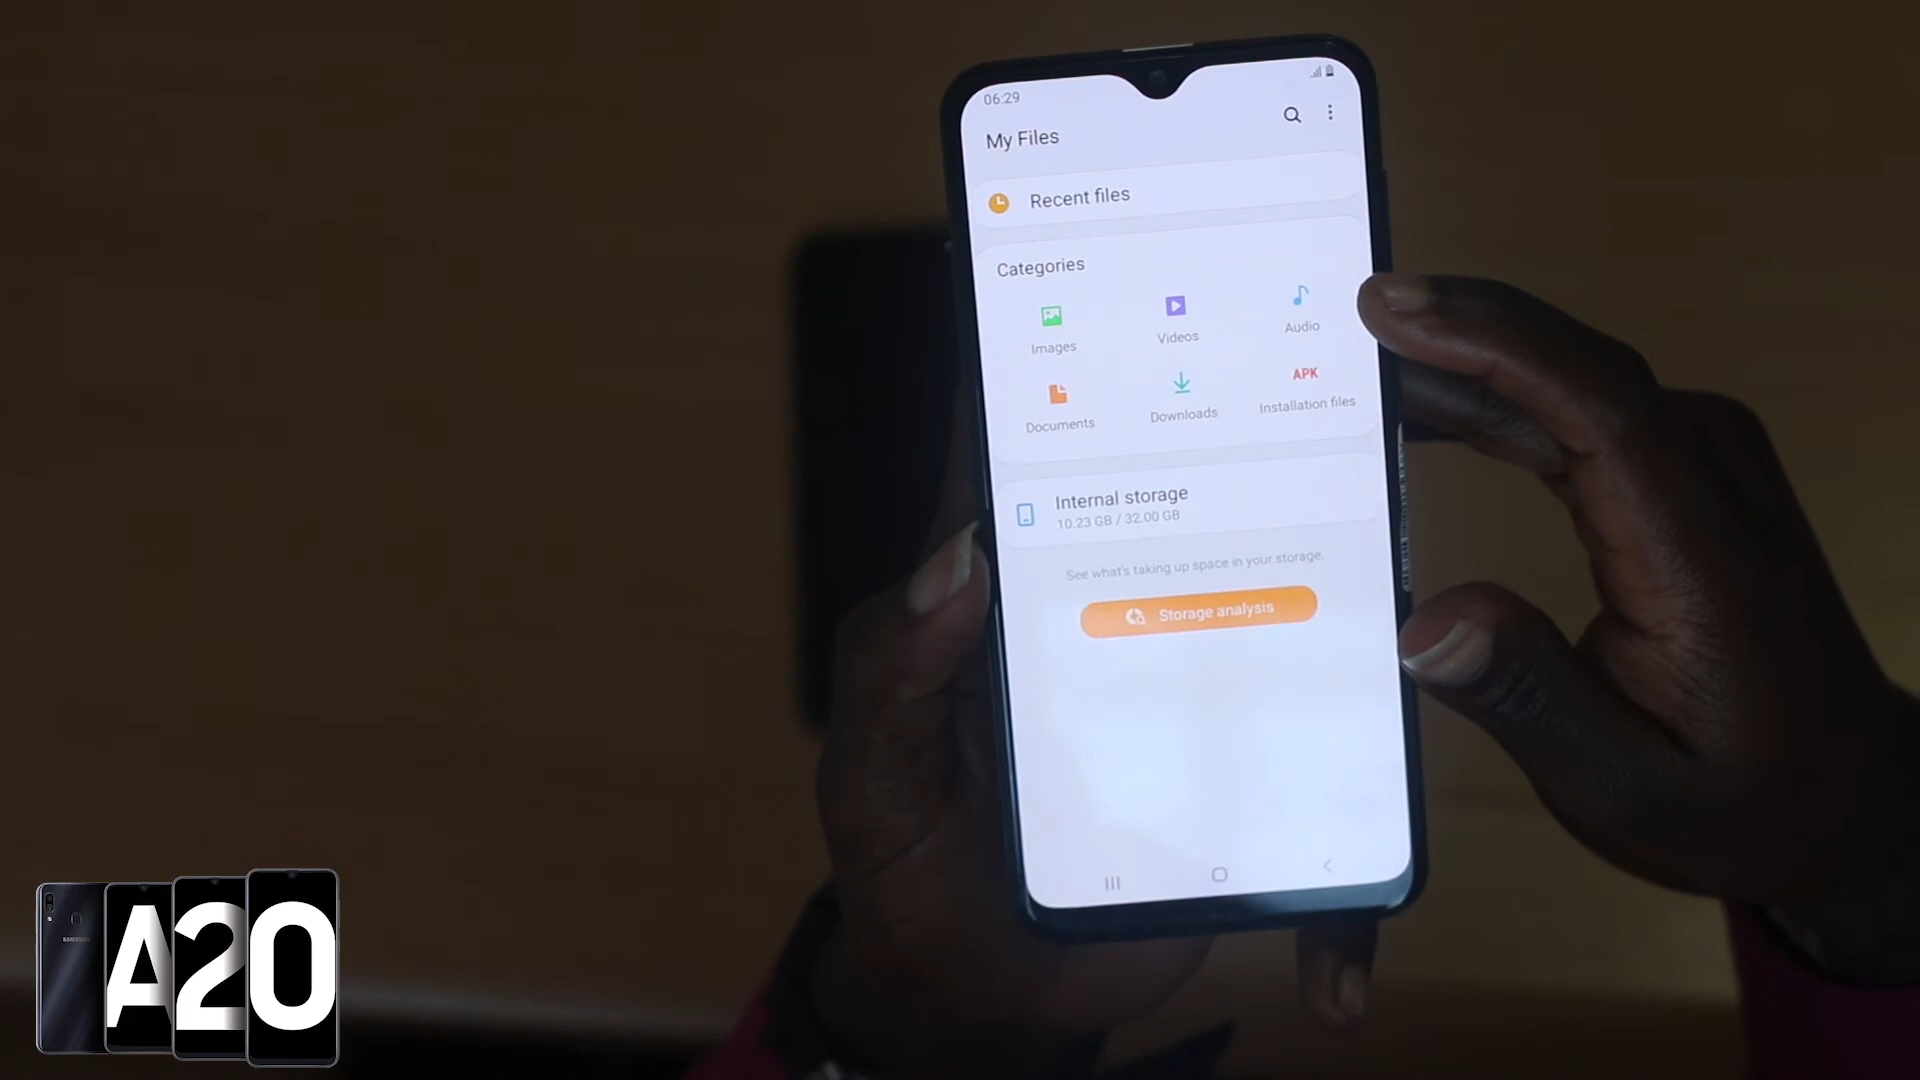 06:29
My Files
Recent files
Categories
Images
Videos
Audio
APK
Documents
Downloads
Installation files
Internal storage
10.23 GB / 32.00 GB
See what's taking up space in your storage.
Storage analysis
SAMSUNG
A20